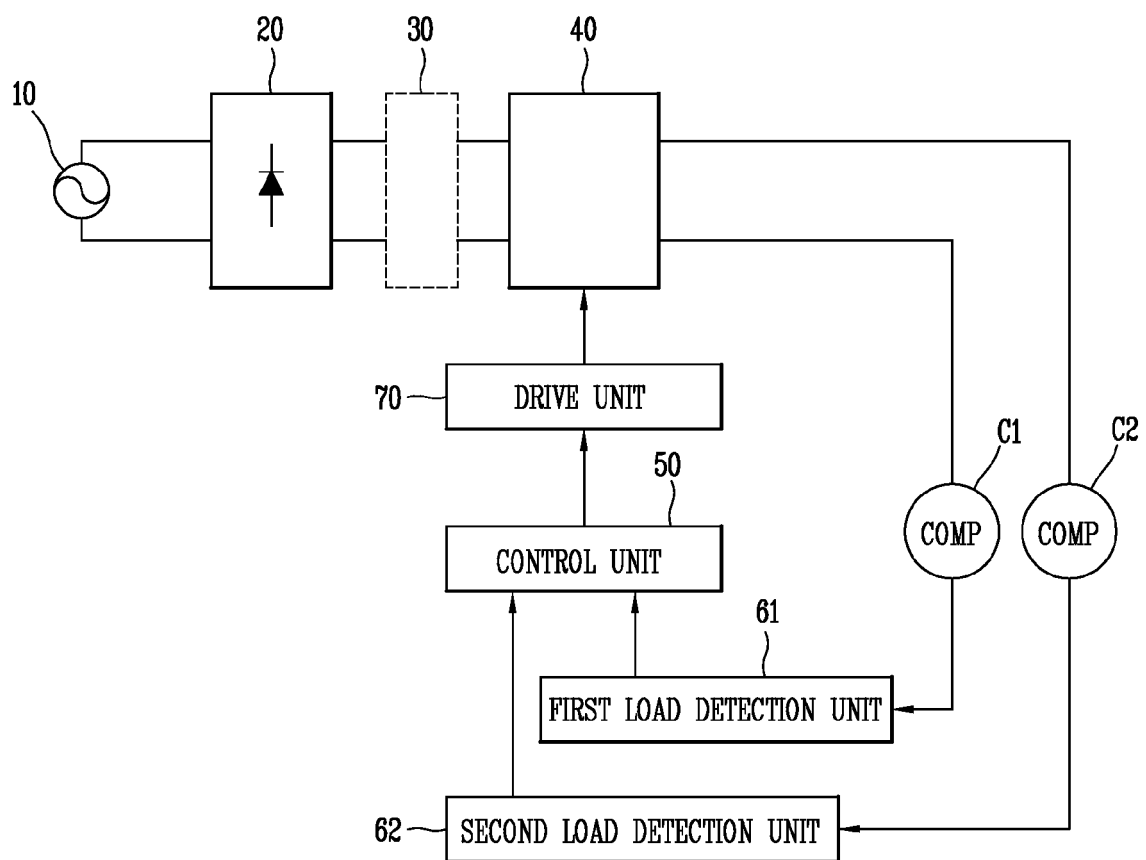 20
30
40
10
70
DRIVE UNIT
C1
C2
50
COMP
COMP
CONTROL UNIT
61
FIRST LOAD DETECTION UNIT
62
SECOND LOAD DETECTION UNIT